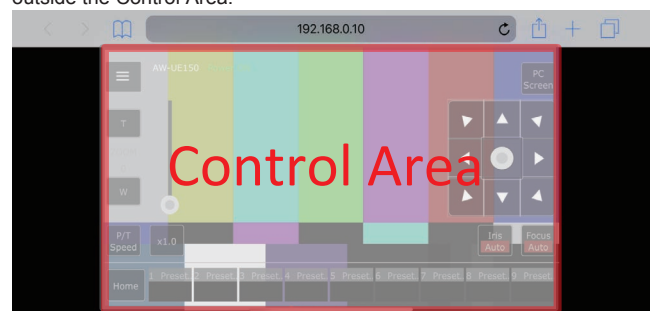 outside the Control Area.
192.168.0.10
AW-UE150
PC
Screen
T
Control Area
W
P/T
Speed
x1.0
Iris
Auto
Focus
Auto
Home
1 Preset. 2 Preset. 3 Preset. 4 Preset. 5 Preset. 6 Preset. 7 Preset. 8 Preset. 9 Preset.